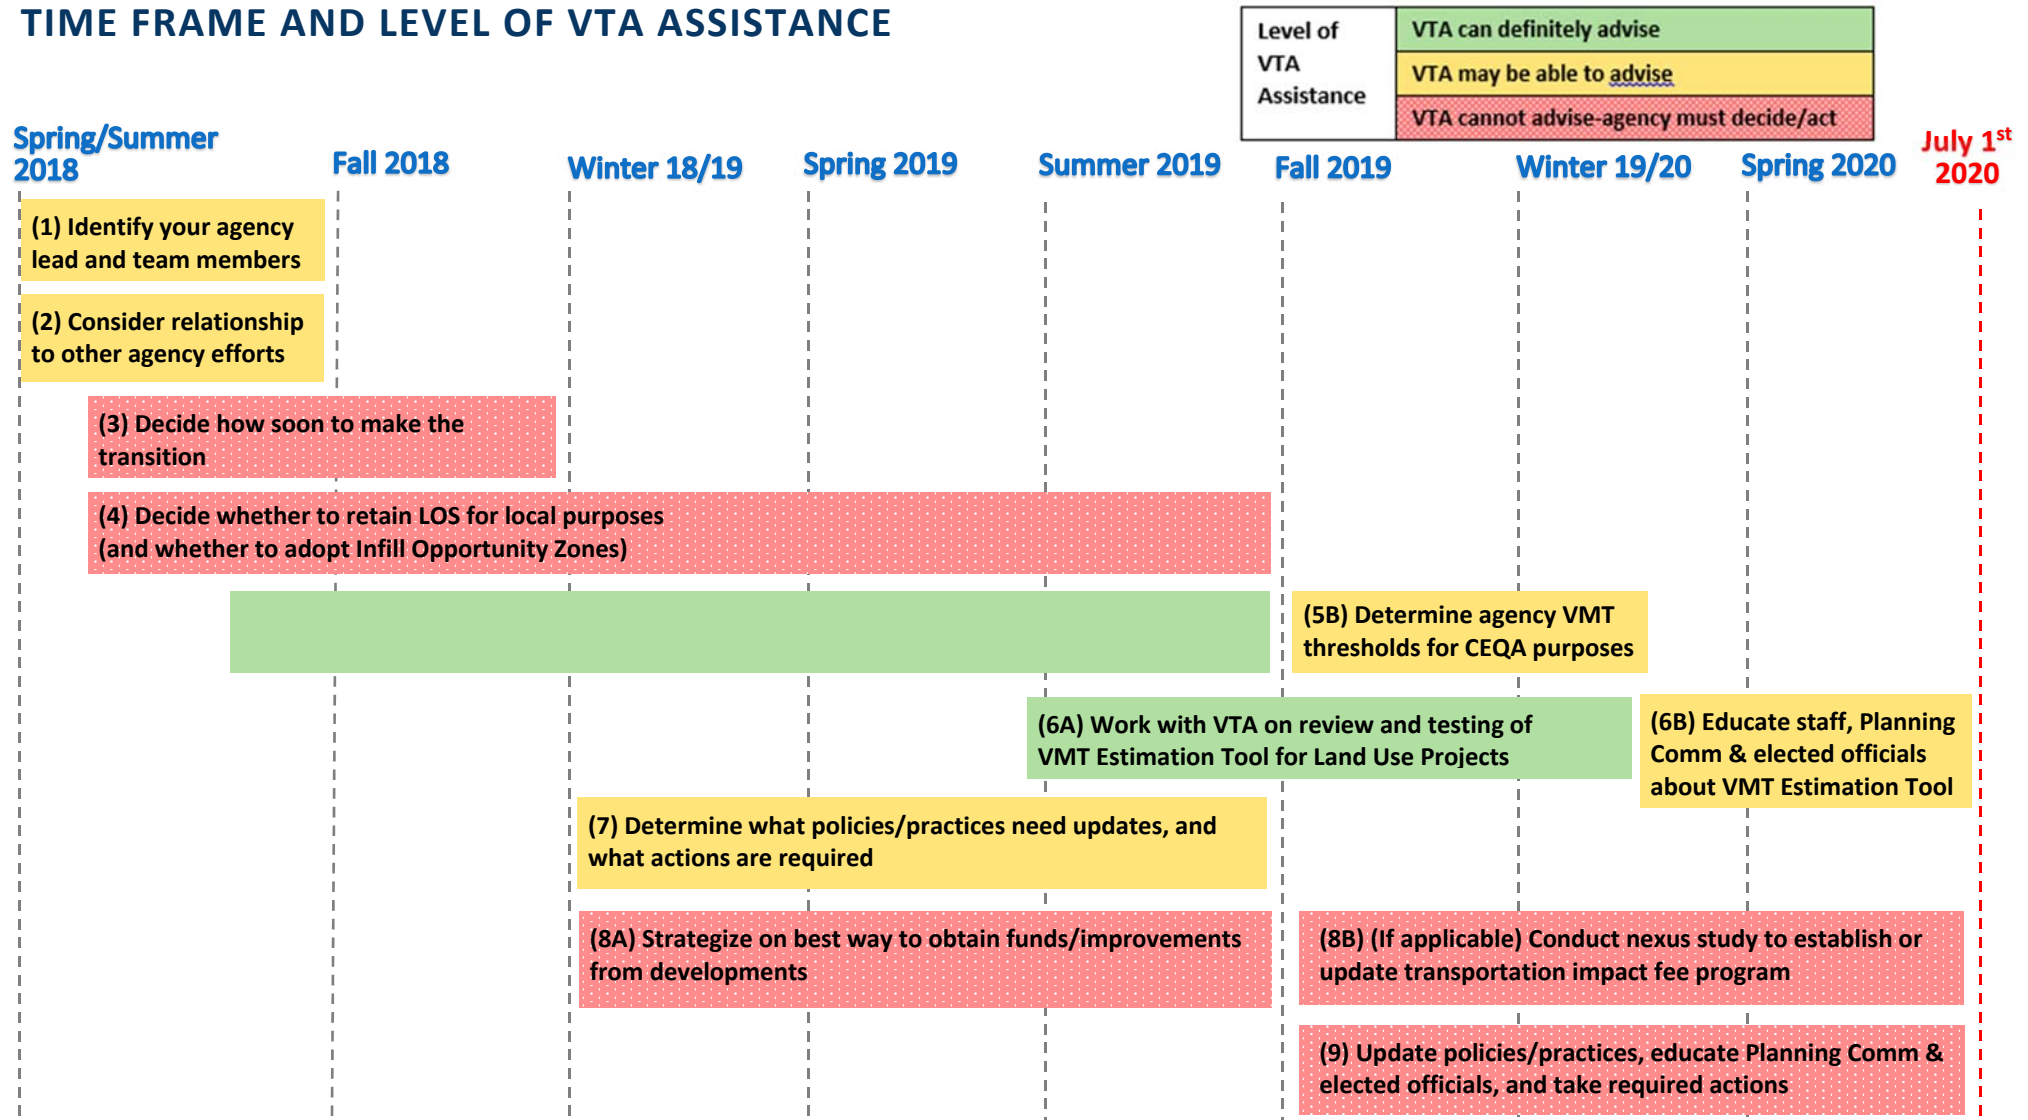 TIME FRAME AND LEVEL OF VTA ASSISTANCE
Level of
VTA
Assistance
VTA can definitely advise
VTA may be able to advise
VTA cannot advise-agency must decide/act
Spring/Summer
2018
Fall 2018
Winter 18/19
Spring 2019
Summer 2019
Fall 2019
Winter 19/20
Spring 2020
July 1st
2020
(1) Identify your agency
lead and team members
(2) Consider relationship
to other agency efforts
(3) Decide how soon to make the
transition
(4) Decide whether to retain LOS for local purposes
(and whether to adopt Infill Opportunity Zones)
(5B) Determine agency VMT
thresholds for CEQA purposes
(6A) Work with VTA on review and testing of
VMT Estimation Tool for Land Use Projects
(6B) Educate staff, Planning
Comm & elected officials
about VMT Estimation Tool
(7) Determine what policies/practices need updates, and
what actions are required
(8A) Strategize on best way to obtain funds/improvements
from developments
(8B) (If applicable) Conduct nexus study to establish or
update transportation impact fee program
(9) Update policies/practices, educate Planning Comm &
elected officials, and take required actions